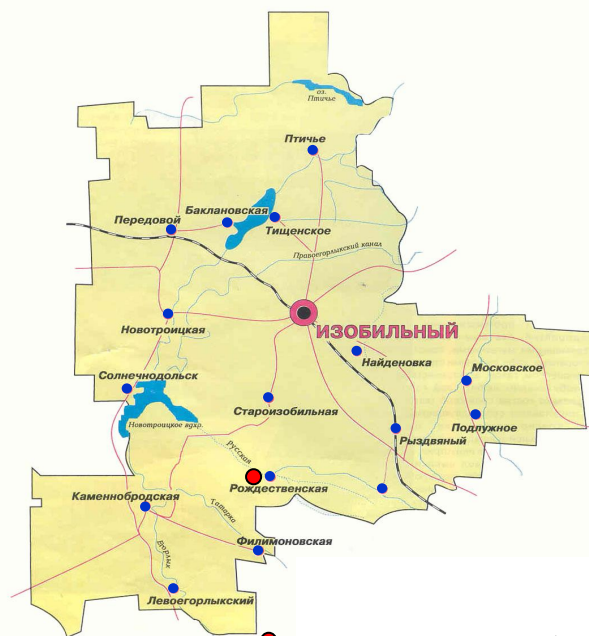 оз.
Птичье
Птичье
Баклановская
Передовой
Тищенское
Правоегорлыкский канал
Новотроицкая
ИЗОБИЛЬНЫЙ
Найденовка
Московское
Солнечнодольск
Староизобильная
Подлужное
Новотроицкое вдхр.
Рыздвяный
Русская
Рождественская
Каменнобродская
Татарка
Филимоновская
Егорлык
Левоегорлыкский